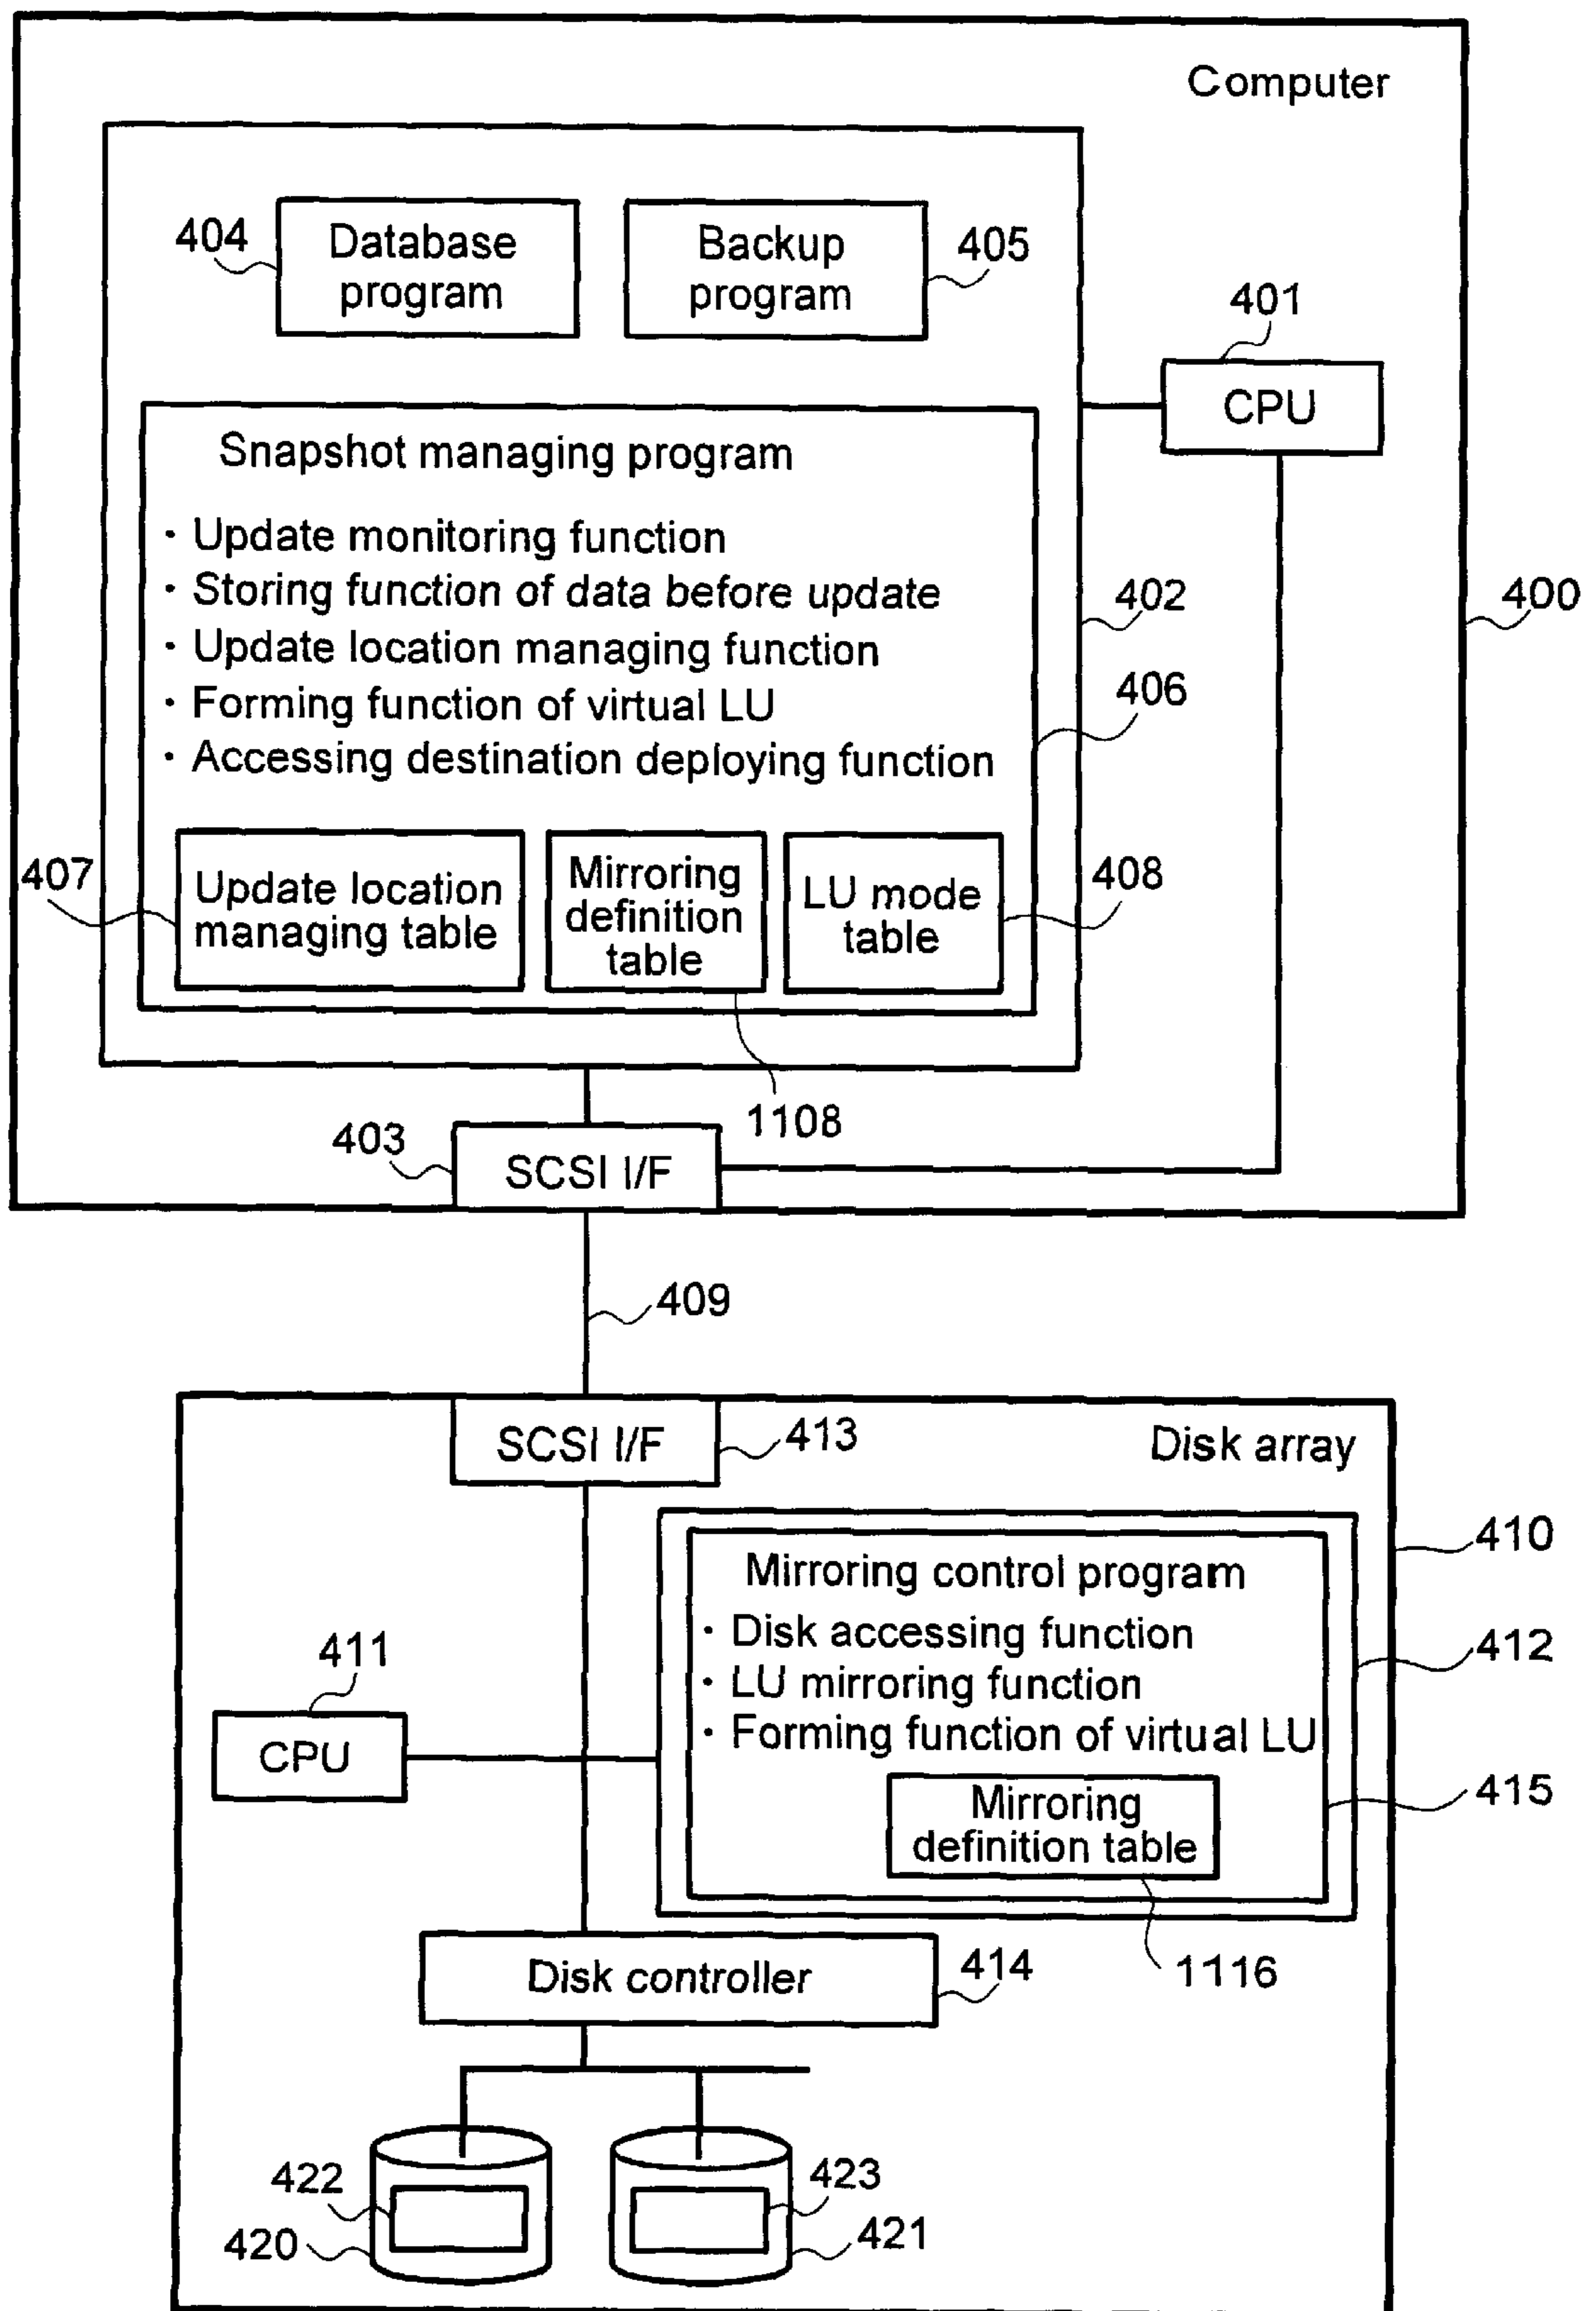 Computer
404
Database
program
Backup
program
405
401
CPU
Snapshot managing program
· Update monitoring function
· Storing function of data before update
· Update location managing function
· Forming function of virtual LU
· Accessing destination deploying function
402
400
406
407
Update location
managing table
Mirroring
definition
table
LU mode
table
408
1108
403
SCSI I/F
409
SCSI I/F
413
Disk array
410
Mirroring control program
· Disk accessing function
· LU mirroring function
· Forming function of virtual LU
412
411
CPU
Mirroring
definition table
415
Disk controller
414
1116
422
420
423
421